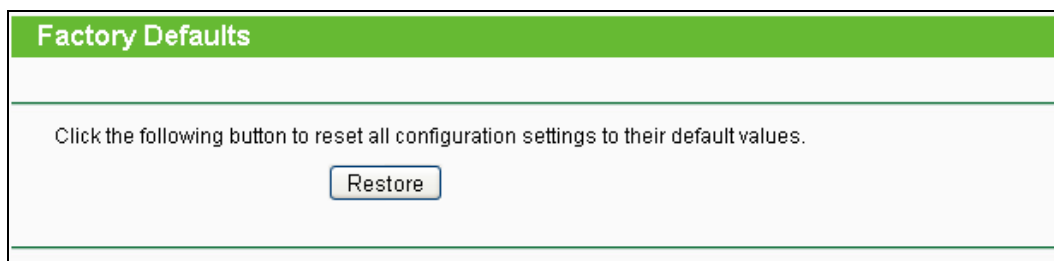 Factory Defaults
Click the following button to reset all configuration settings to their default values.
Restore